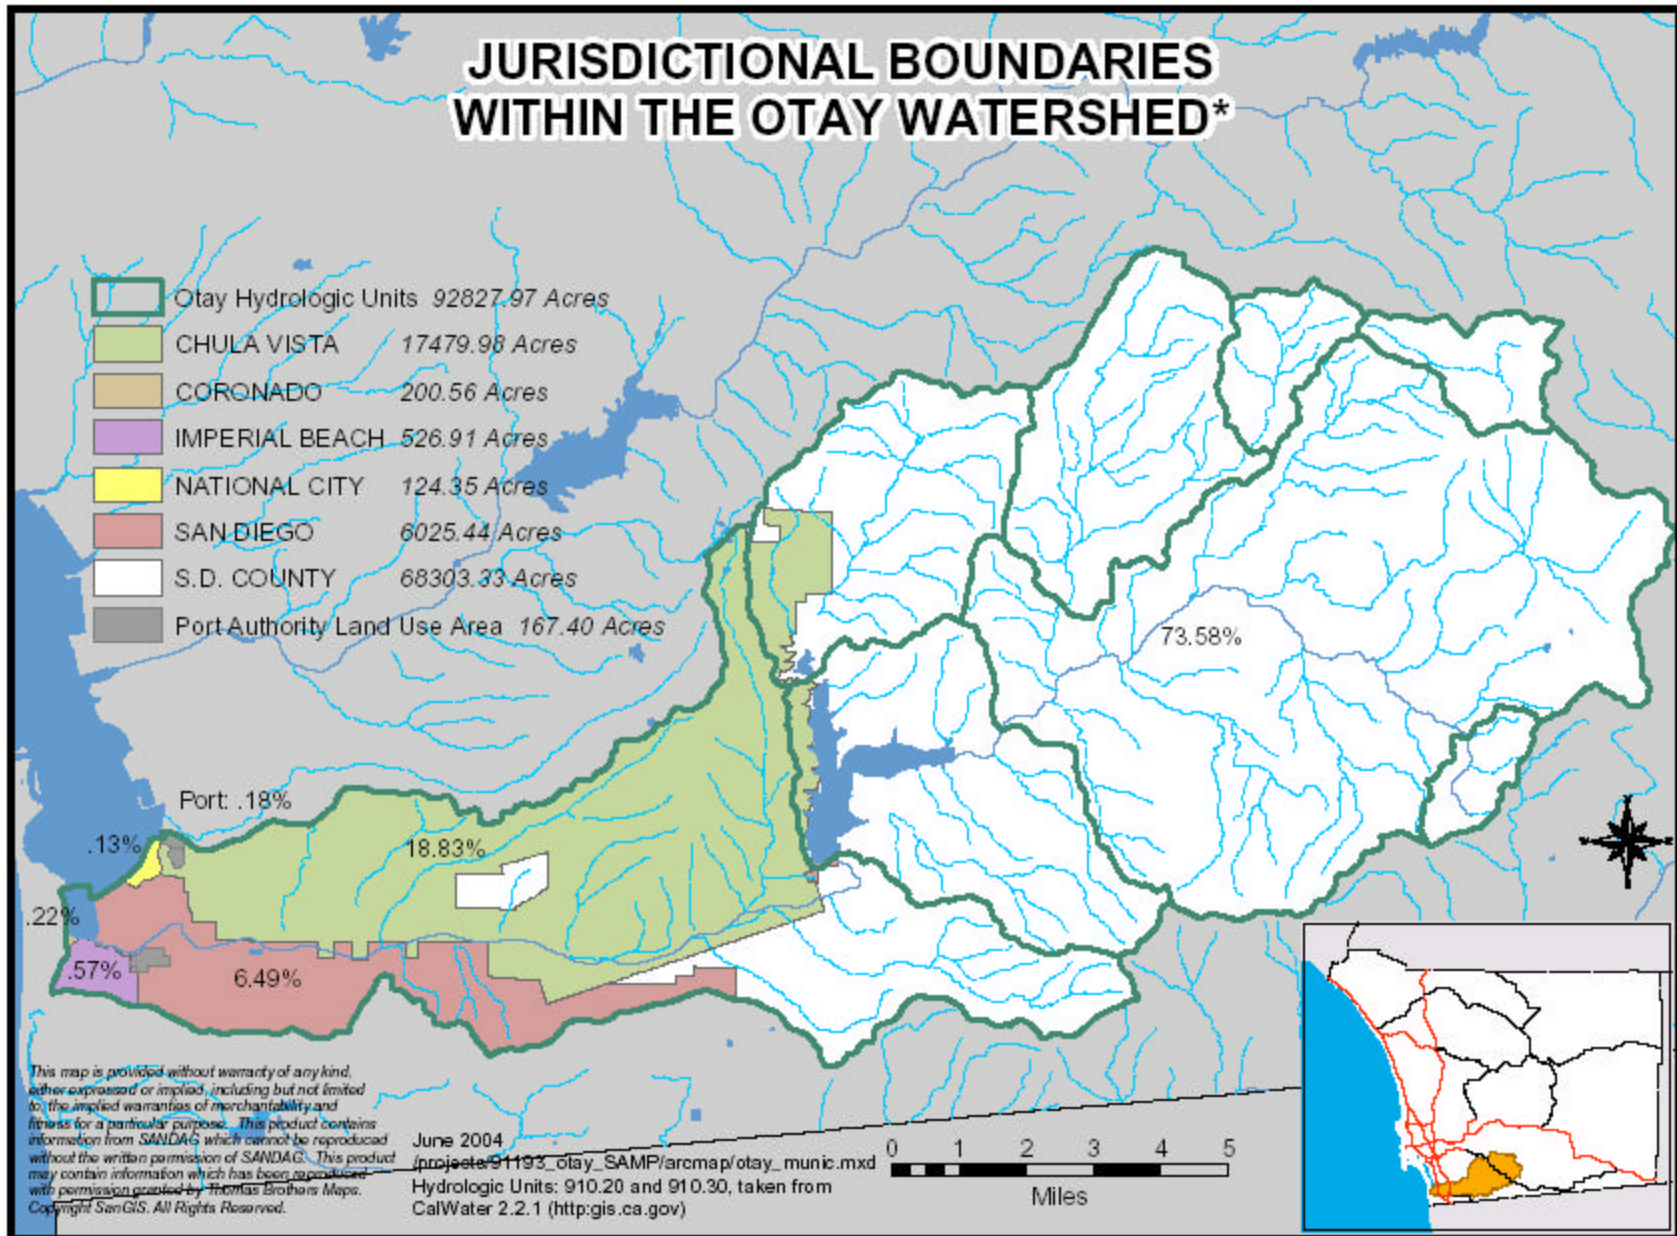 JURISDICTIONAL BOUNDARIES
WITHIN THE OTAY WATERSHED*
Otay Hydrologic Units 92827.97 Acres
CHULA VISTA 17479.98 Acres
CORONADO 200.56 Acres
IMPERIAL BEACH 526.91 Acres
NATIONAL CITY 124.35 Acres
SAN DIEGO 6025.44 Acres
S.D. COUNTY 68303.33 Acres
Port Authority Land Use Area 167.40 Acres
73.58%
Port: .18%
.13%
18.83%
.22%
.57%
6.49%
This map is provided without warranty of any kind,
either expressed or implied, including but not limited
to, the implied warranties of merchantability and
fitness for a particular purpose. This product contains
information from SANDAG which cannot be reproduced
without the written permission of SANDAG. This product
may contain information which has been reproduced
with permission granted by Thomas Brothers Maps.
Copyright SanGIS. All Rights Reserved.
June 2004
/projects/91193_otay_SAMP/arcmap/otay_munic.mxd
Hydrologic Units: 910.20 and 910.30, taken from
CalWater 2.2.1 (http:gis.ca.gov)
0 1 2 3 4 5
Miles